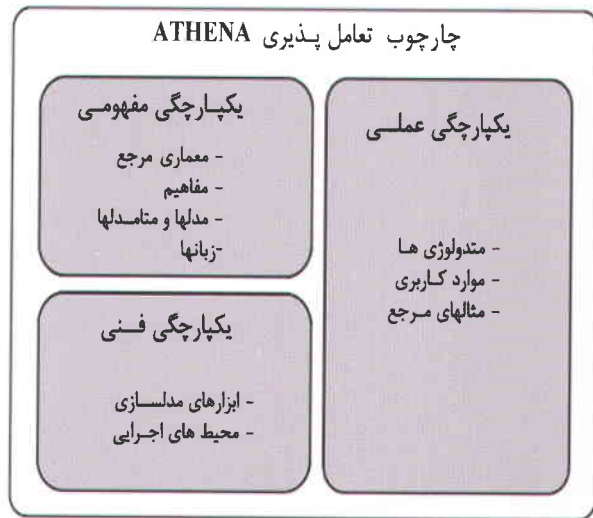 چارچوب تعامل پذیری ATHENA
یکپارچگی عملی
- متدولوژی ها
- موارد کاربری
- مثالهای مرجع
یکپارچگی مفهومی
- معماری مرجع
- مفاهیم
- مدلها و متامدلها
-زبانها
یکپارچگی فنی
- ابزارهای مدلسازی
- محیط های اجرایی